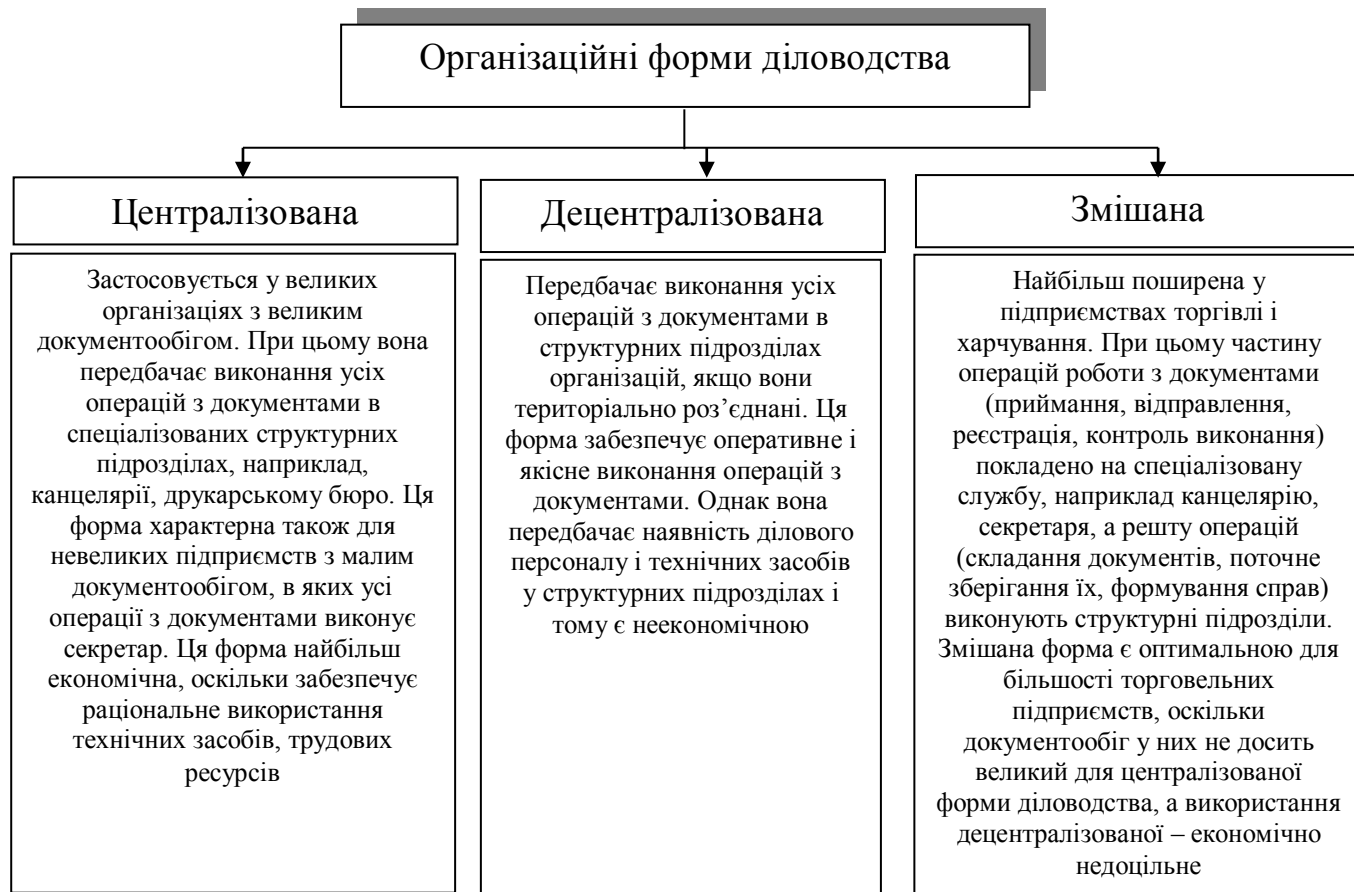 Організаційні форми діловодства
Централізована
Застосовується у великих
організаціях з великим
документообігом. При цьому вона
передбачає виконання усіх
операцій з документами в
спеціалізованих структурних
підрозділах, наприклад,
канцелярії, друкарському бюро. Ця
форма характерна також для
невеликих підприємств з малим
документообігом, в яких усі
операції з документами виконує
секретар. Ця форма найбільш
економічна, оскільки забезпечує
раціональне використання
технічних засобів, трудових
ресурсів
Децентралізована
Передбачає виконання усіх
операцій з документами в
структурних підрозділах
організацій, якщо вони
територіально роз’єднані. Ця
форма забезпечує оперативне і
якісне виконання операцій з
документами. Однак вона
передбачає наявність ділового
персоналу і технічних засобів
у структурних підрозділах і
тому є неекономічною
Змішана
Найбільш поширена у
підприємствах торгівлі і
харчування. При цьому частину
операцій роботи з документами
(приймання, відправлення,
реєстрація, контроль виконання)
покладено на спеціалізовану
службу, наприклад канцелярію,
секретаря, а решту операцій
(складання документів, поточне
зберігання їх, формування справ)
виконують структурні підрозділи.
Змішана форма є оптимальною для
більшості торговельних
підприємств, оскільки
документообіг у них не досить
великий для централізованої
форми діловодства, а використання
децентралізованої – економічно
недоцільне